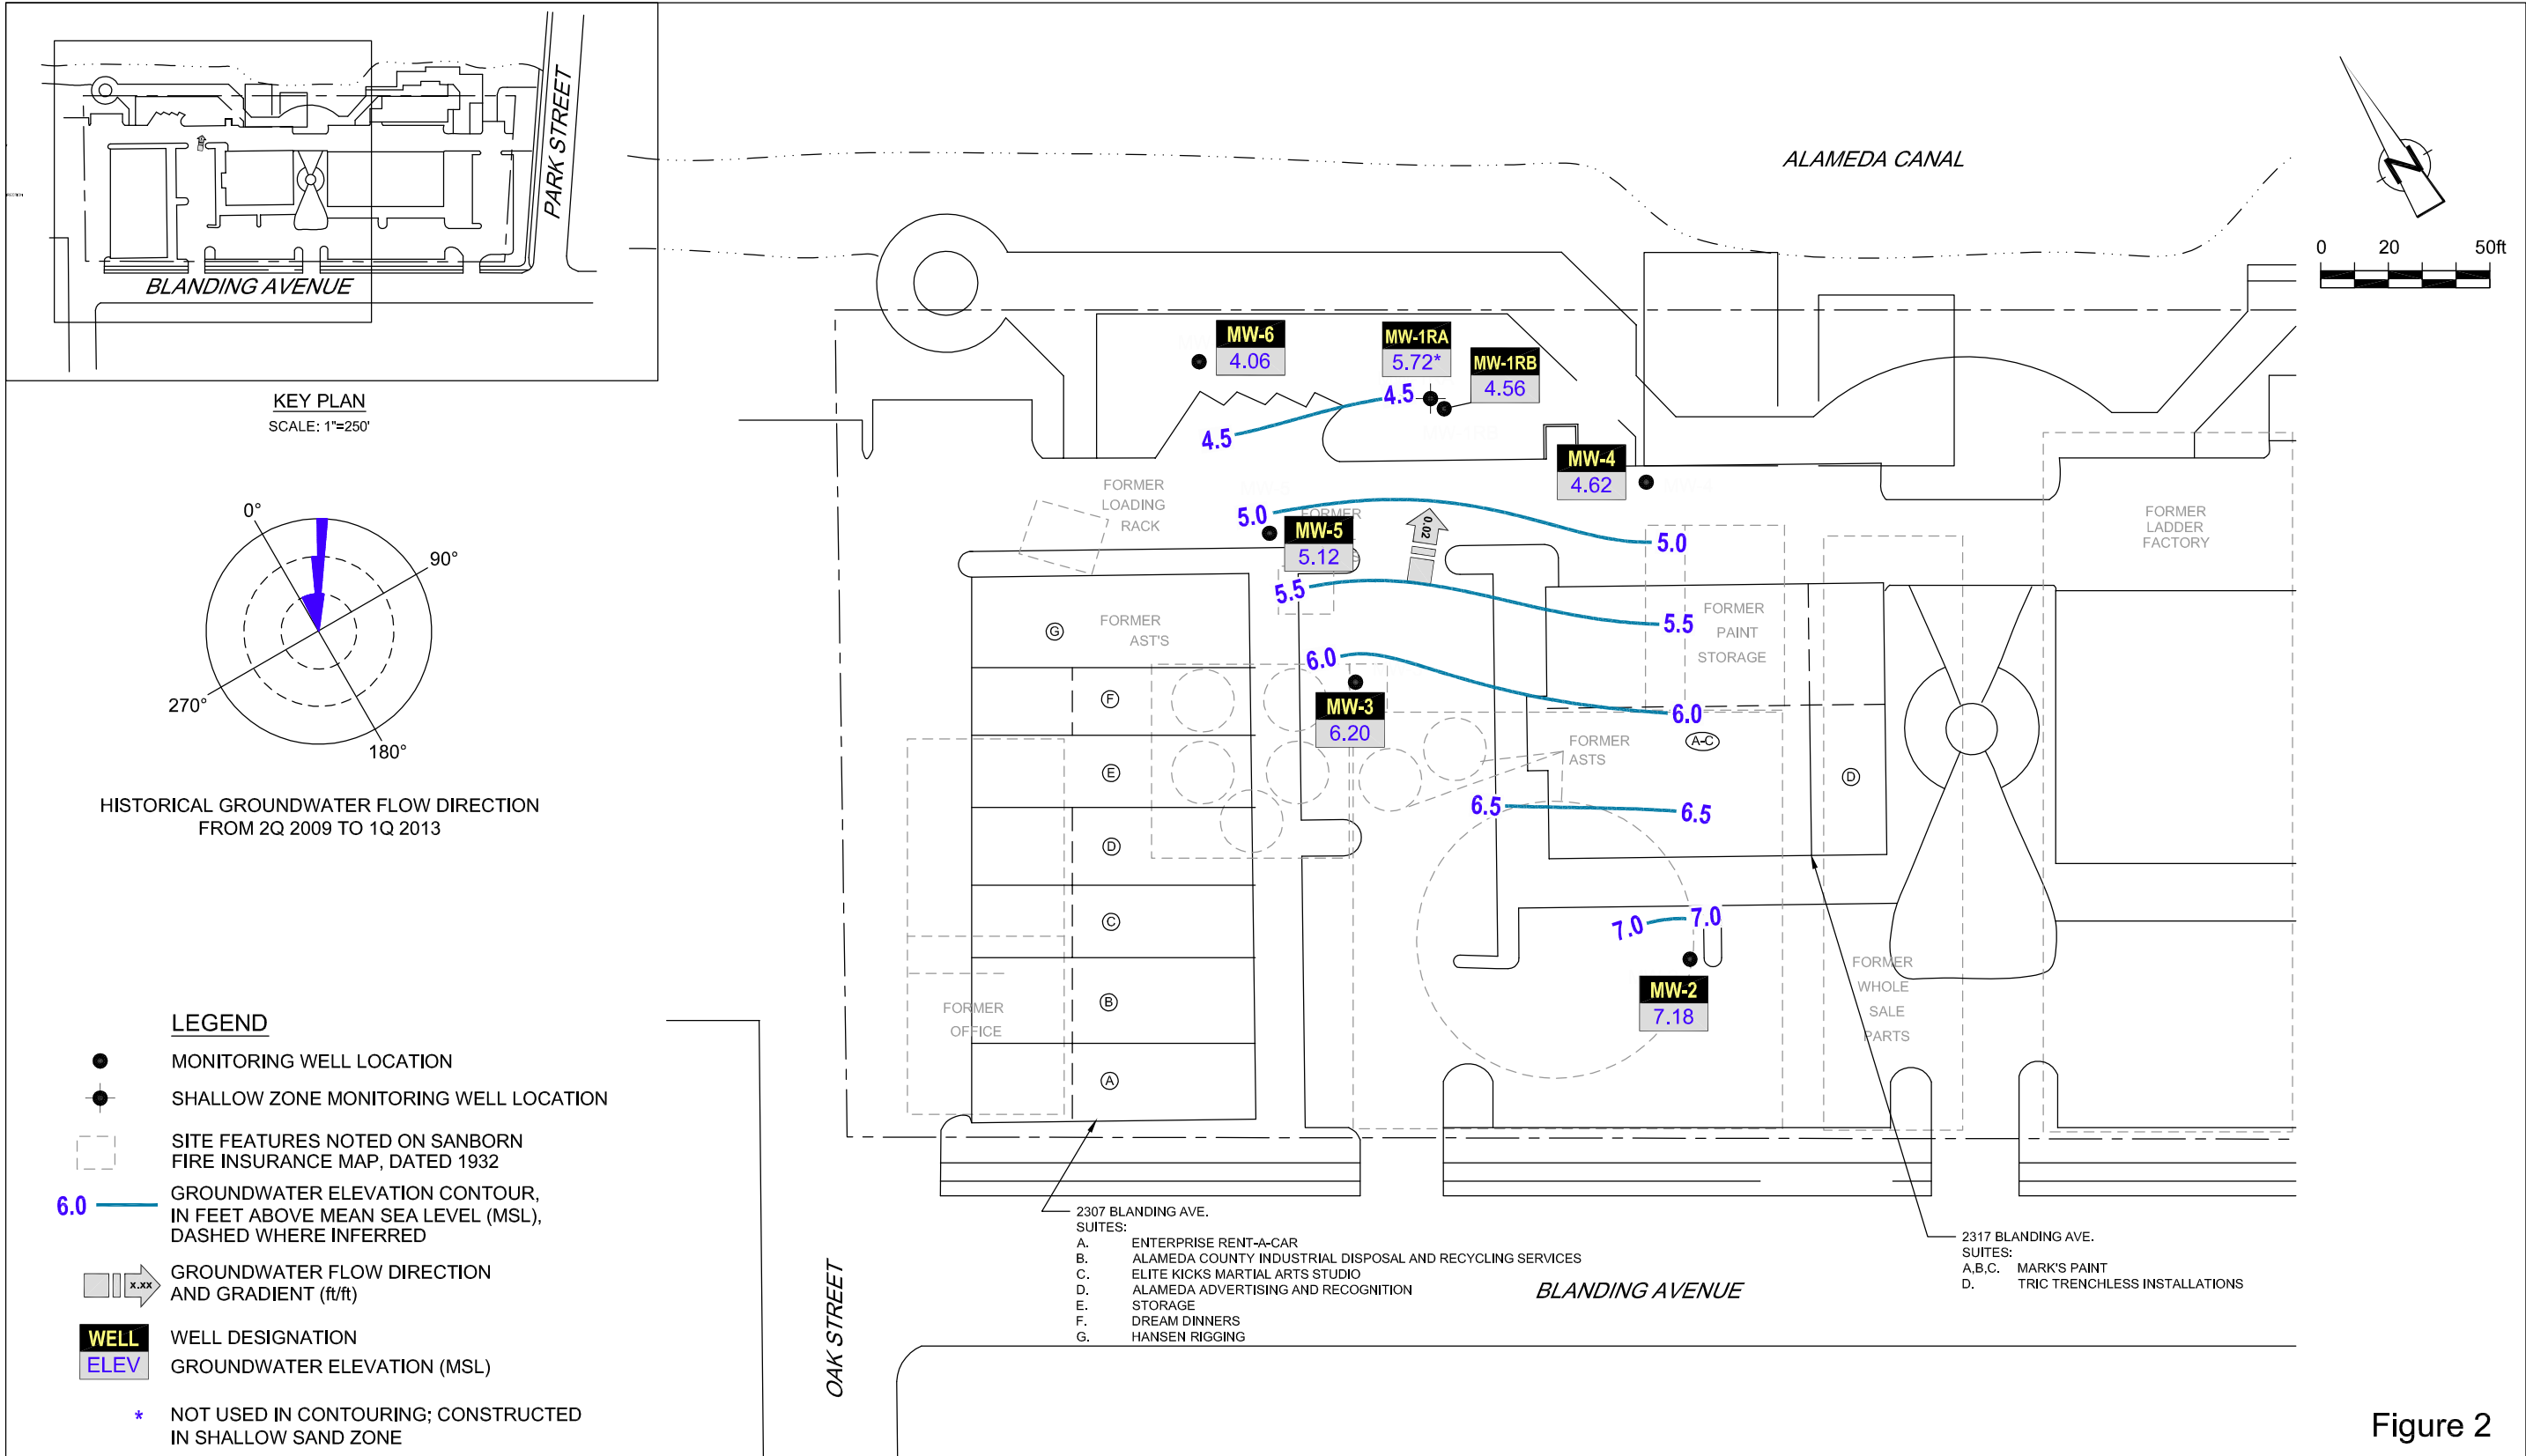 PARK STREET
BLANDING AVENUE
KEY PLAN
SCALE: 1"=250'
0°
90°
270°
180°
HISTORICAL GROUNDWATER FLOW DIRECTION
FROM 2Q 2009 TO 1Q 2013
LEGEND
MONITORING WELL LOCATION
SHALLOW ZONE MONITORING WELL LOCATION
SITE FEATURES NOTED ON SANBORN
FIRE INSURANCE MAP, DATED 1932
6.0
GROUNDWATER ELEVATION CONTOUR,
IN FEET ABOVE MEAN SEA LEVEL (MSL),
DASHED WHERE INFERRED
x.xx
GROUNDWATER FLOW DIRECTION
AND GRADIENT (ft/ft)
WELL
WELL DESIGNATION
ELEV
GROUNDWATER ELEVATION (MSL)
*
NOT USED IN CONTOURING; CONSTRUCTED
IN SHALLOW SAND ZONE
ALAMEDA CANAL
N
0 20 50ft
MW-6
4.06
MW-1RA
5.72*
MW-1RB
4.56
4.5
4.5
MW-4
4.62
FORMER
LOADING
RACK
5.0
FORMER
MW-5
5.12
0.02
5.0
FORMER
LADDER
FACTORY
5.5
5.5
FORMER
AST'S
FORMER
PAINT
STORAGE
G
F
E
D
C
B
A
6.0
6.0
MW-3
6.20
FORMER
ASTS
A-C
D
6.5
6.5
7.0
7.0
MW-2
7.18
FORMER
OFFICE
FORMER
WHOLE
SALE
PARTS
2307 BLANDING AVE.
SUITES:
A. ENTERPRISE RENT-A-CAR
B. ALAMEDA COUNTY INDUSTRIAL DISPOSAL AND RECYCLING SERVICES
C. ELITE KICKS MARTIAL ARTS STUDIO
D. ALAMEDA ADVERTISING AND RECOGNITION
E. STORAGE
F. DREAM DINNERS
G. HANSEN RIGGING
2317 BLANDING AVE.
SUITES:
A,B,C. MARK'S PAINT
D. TRIC TRENCHLESS INSTALLATIONS
OAK STREET
BLANDING AVENUE
Figure 2